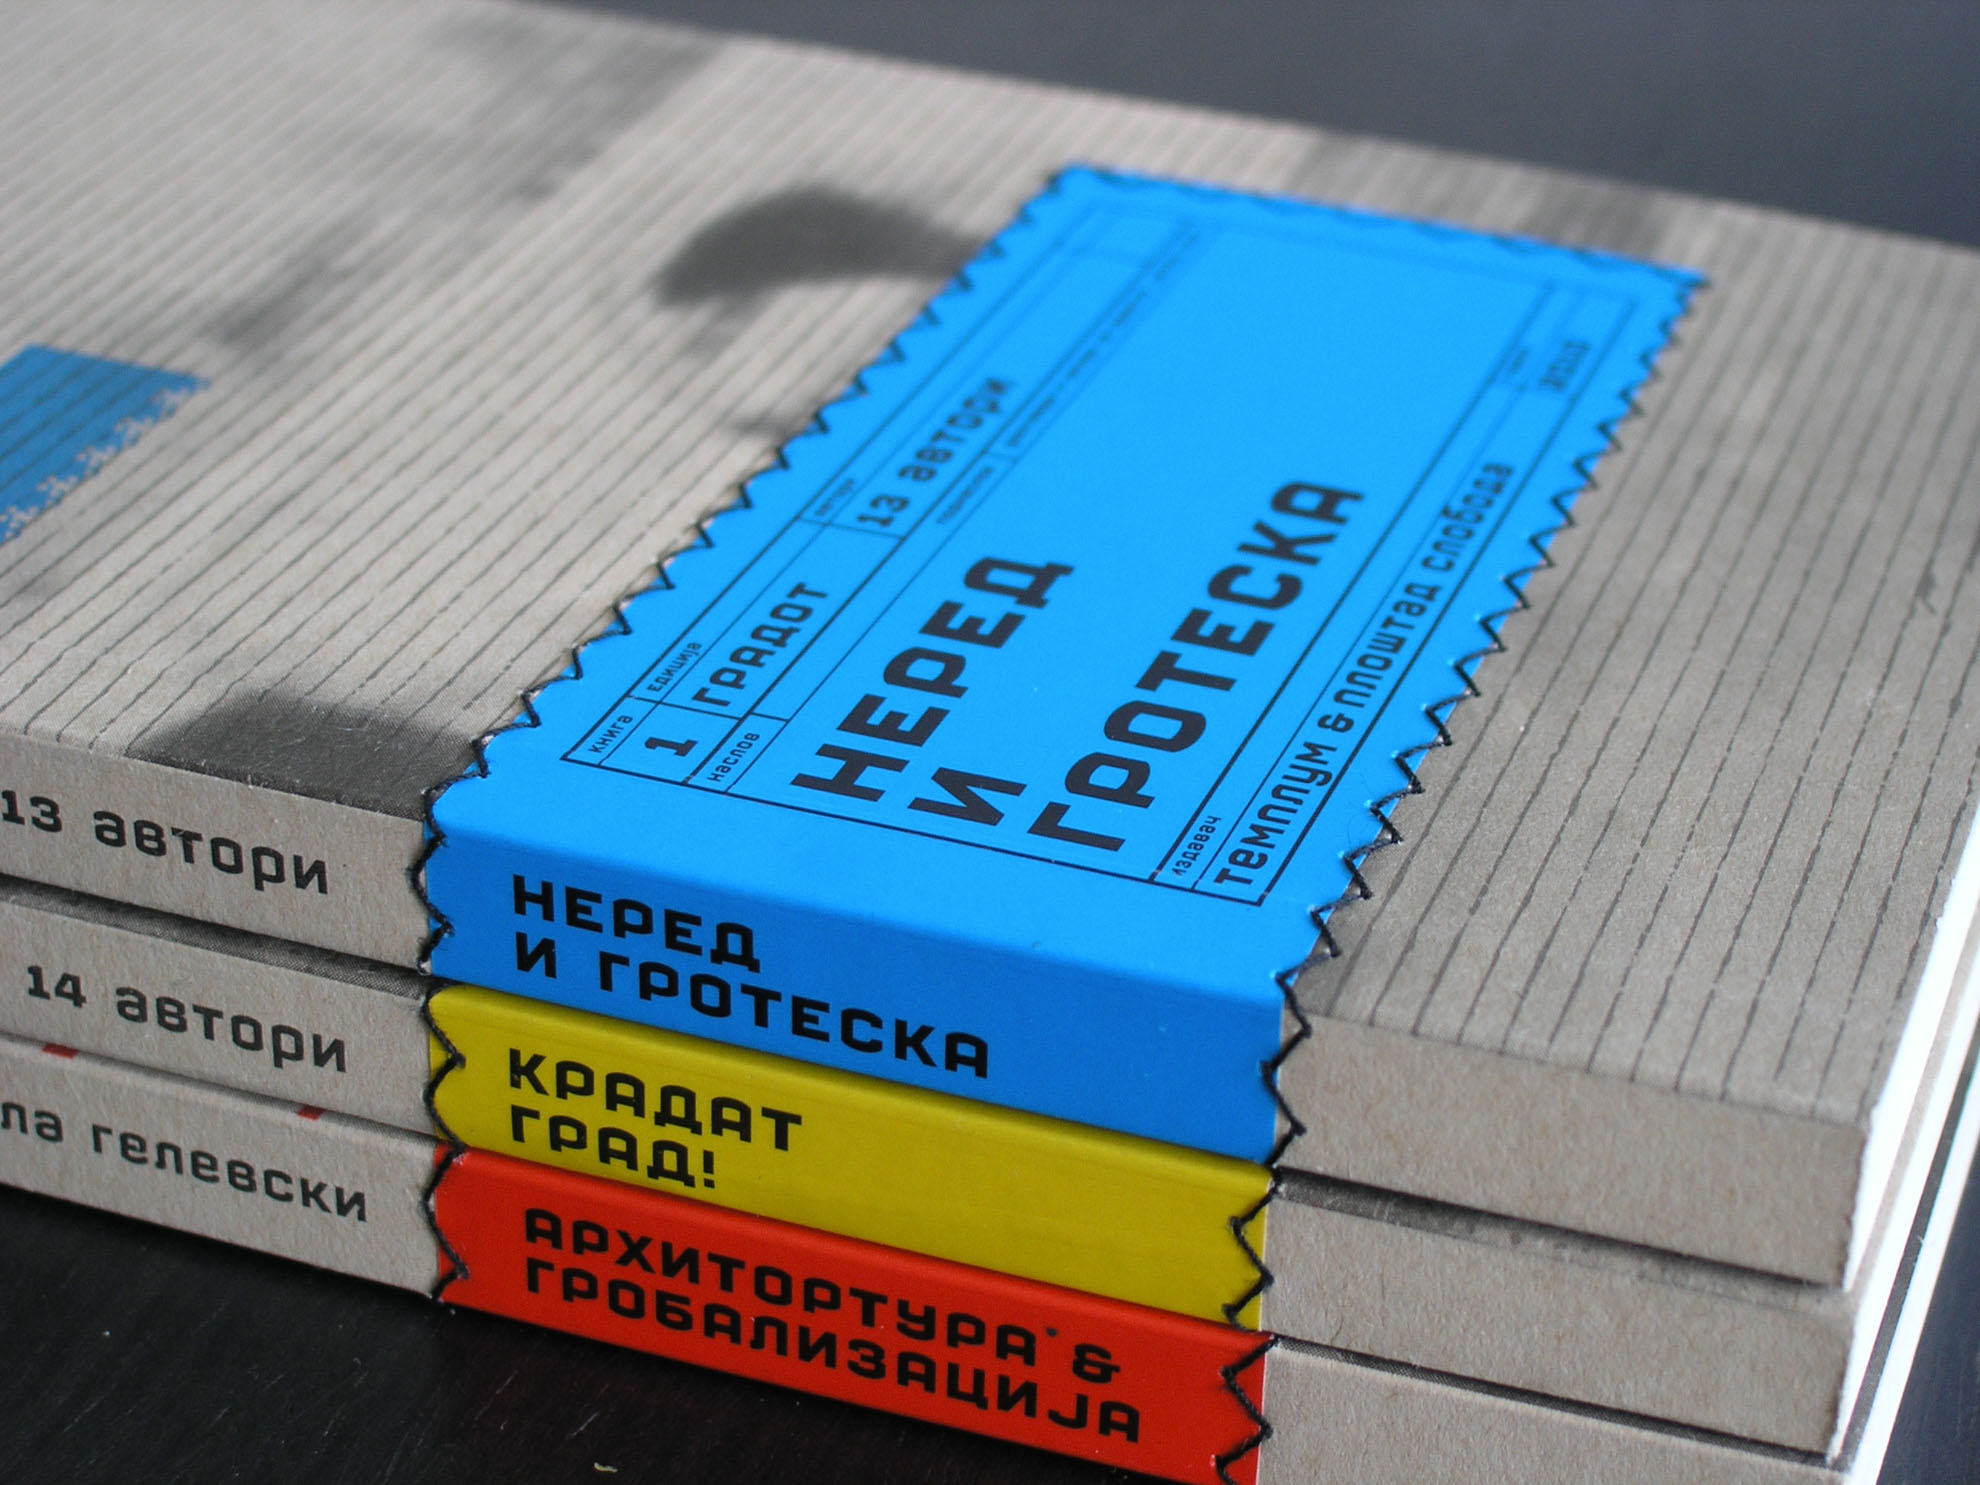 книга
едиција
автори
1
ГРАДОТ
13 автори
наслов
НЕРЕД
И
ГРОТЕСКА
издавач
темплум & плоштад слобода
13 автори
НЕРЕД
И ГРОТЕСКА
14 автори
КРАДАТ
ГРАД!
ла гелевски
АРХИТОРТУРА &
ГРОБАЛИЗАЦИЈА